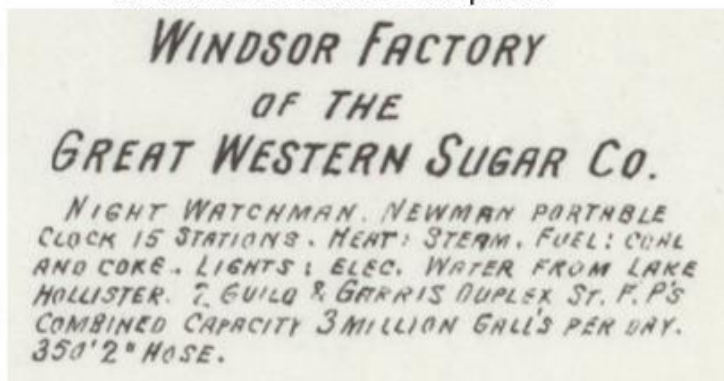 WINDSOR FACTORY
OF THE
GREAT WESTERN SUGAR CO.
NIGHT WATCHMAN. NEWMAN PORTABLE
CLOCK 15 STATIONS. HEAT: STEAM. FUEL: COAL
AND COKE. LIGHTS: ELEC. WATER FROM LAKE
HOLLISTER. 2 GUILD & GARRIS DUPLEX ST. F. P'S
COMBINED CAPACITY 3 MILLION GALL'S PER DAY.
350' 2" HOSE.